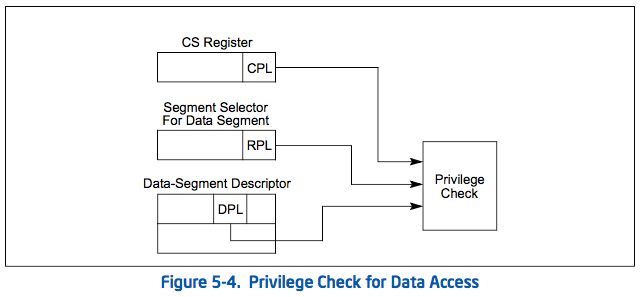 CS Register
CPL
Segment Selector
For Data Segment
RPL
Data-Segment Descriptor
DPL
Privilege
Check
Figure 5-4. Privilege Check for Data Access